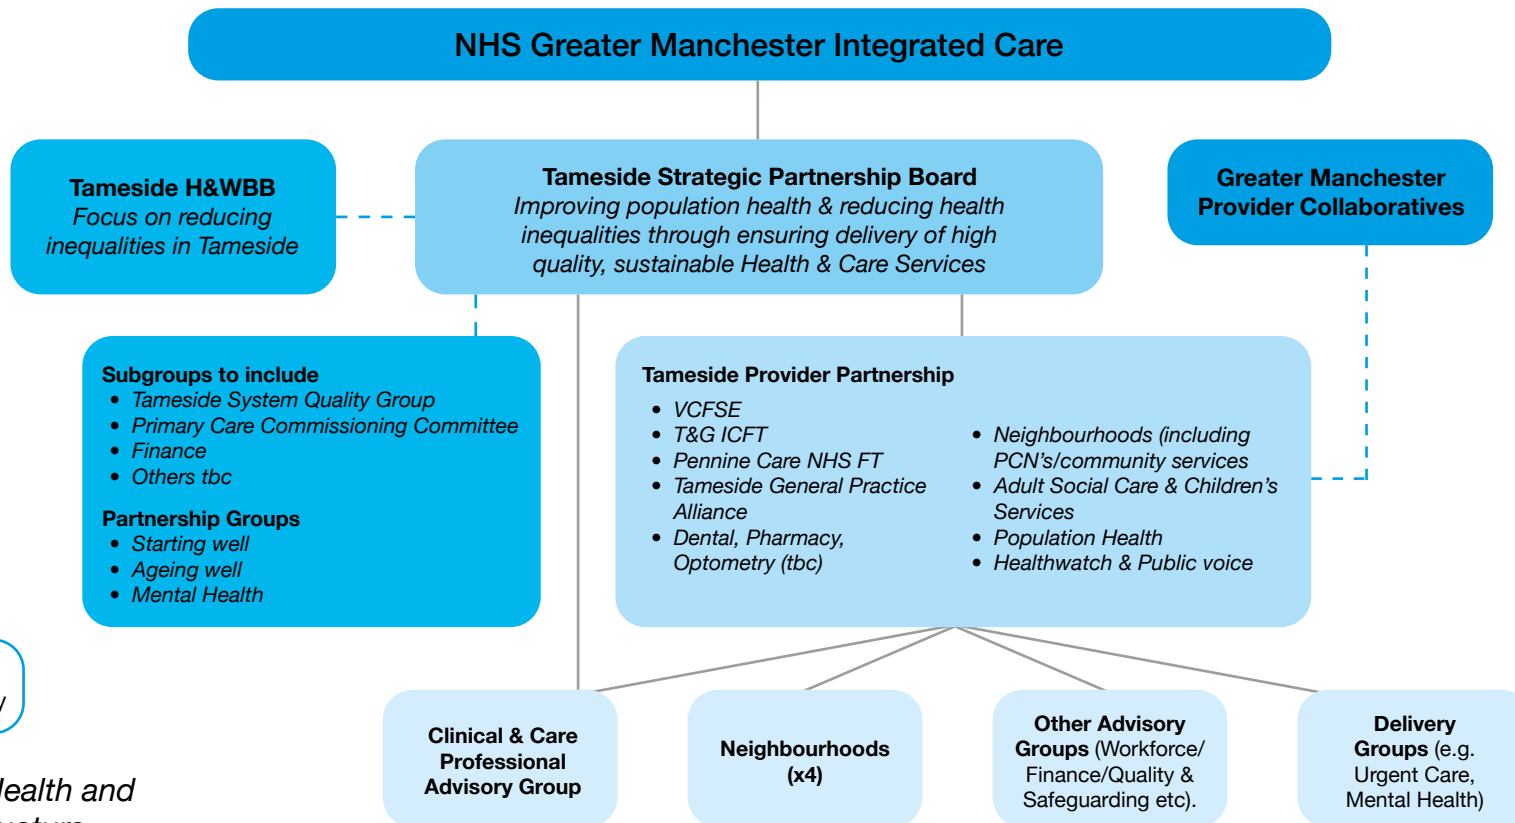 NHS Greater Manchester Integrated Care
Tameside H&WBB
Focus on reducing
inequalities in Tameside
Tameside Strategic Partnership Board
Improving population health & reducing health
inequalities through ensuring delivery of high
quality, sustainable Health & Care Services
Greater Manchester
Provider Collaboratives
Subgroups to include
• Tameside System Quality Group
• Primary Care Commissioning Committee
• Finance
• Others tbc
Partnership Groups
• Starting well
• Ageing well
• Mental Health
Tameside Provider Partnership
• VCFSE
• T&G ICFT
• Pennine Care NHS FT
• Tameside General Practice
Alliance
• Dental, Pharmacy,
Optometry (tbc)
• Neighbourhoods (including
PCN's/community services
• Adult Social Care & Children's
Services
• Population Health
• Healthwatch & Public voice
Clinical & Care
Professional
Advisory Group
Neighbourhoods
(x4)
Other Advisory
Groups (Workforce/
Finance/Quality &
Safeguarding etc).
Delivery
Groups (e.g.
Urgent Care,
Mental Health)
and